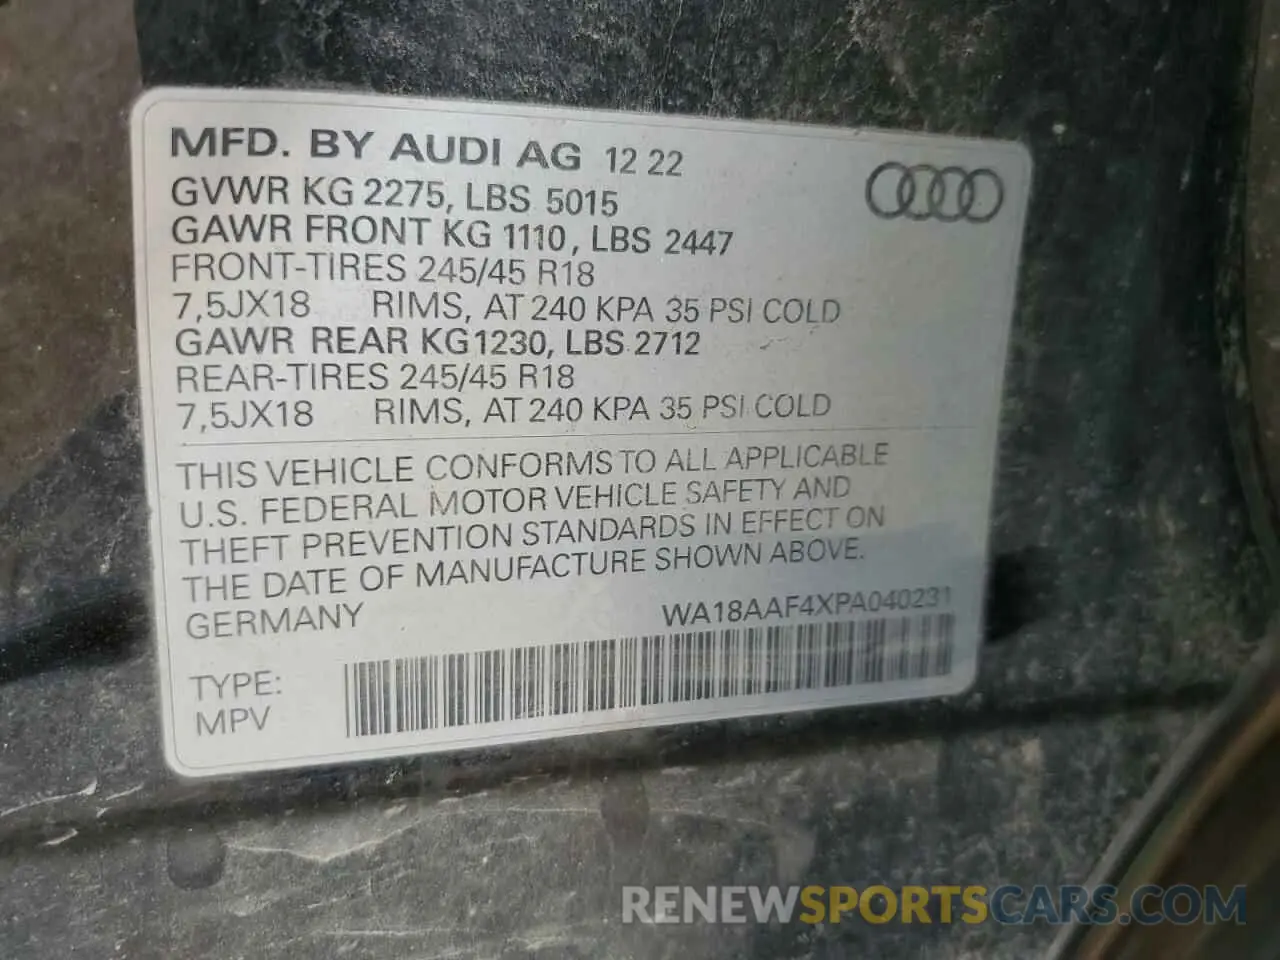 MFD. BY AUDI AG 12 22
GVWR KG 2275, LBS 5015
GAWR FRONT KG 1110, LBS 2447
FRONT-TIRES 245/45 R18
7,5JX18 RIMS, AT 240 KPA 35 PSI COLD
GAWR REAR KG1230, LBS 2712
REAR-TIRES 245/45 R18
7,5JX18 RIMS, AT 240 KPA 35 PSI COLD
THIS VEHICLE CONFORMS TO ALL APPLICABLE
U.S. FEDERAL MOTOR VEHICLE SAFETY AND
THEFT PREVENTION STANDARDS IN EFFECT ON
THE DATE OF MANUFACTURE SHOWN ABOVE.
GERMANY WA18AAF4XPA040231
TYPE:
MPV
RENEWSPORTSCARS.COM